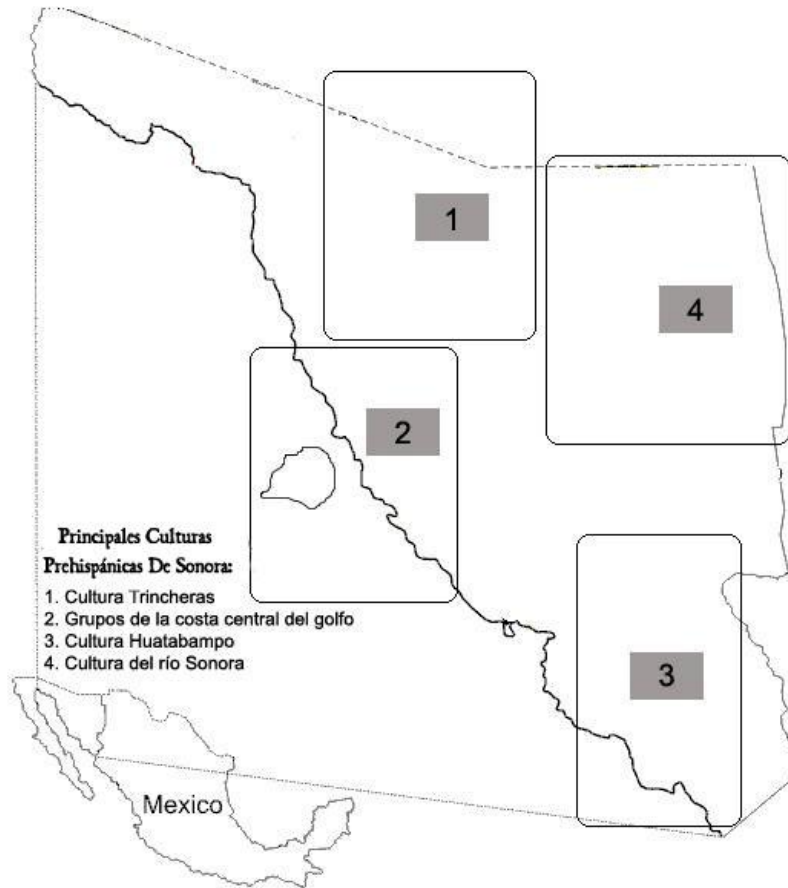 1
4
2
Principales Culturas
Prehispánicas De Sonora:
1. Cultura Trincheras
2. Grupos de la costa central del golfo
3. Cultura Huatabampo
4. Cultura del río Sonora
3
Mexico